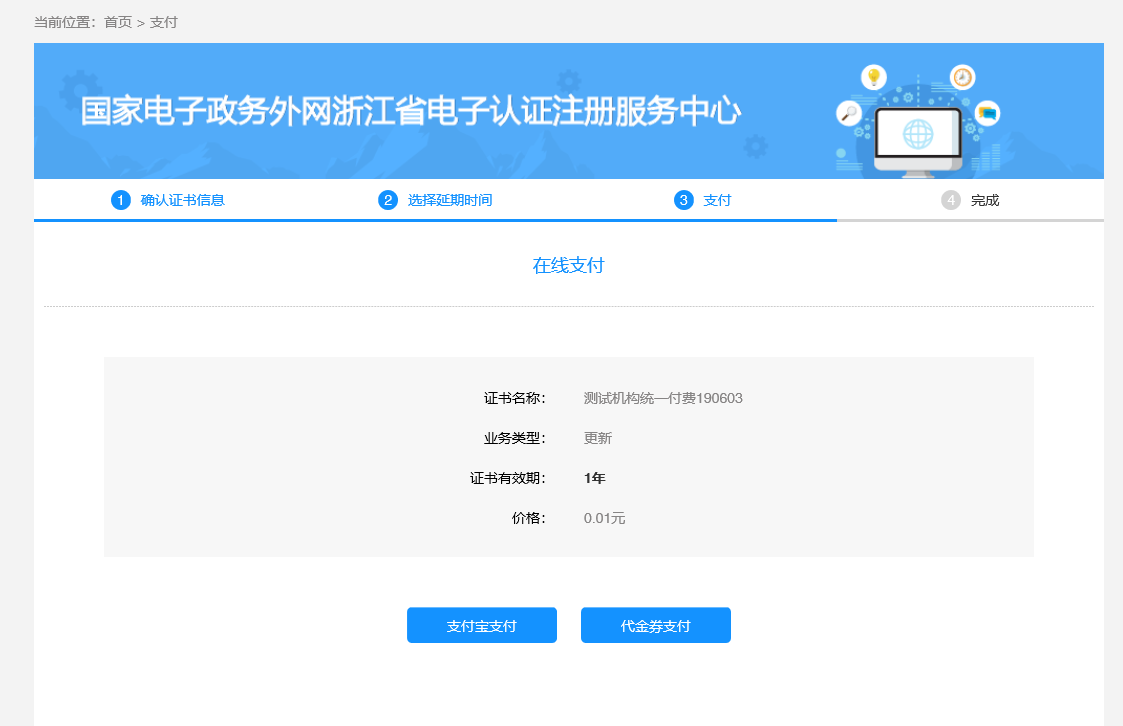 当前位置：首页 > 支付
国家电子政务外网浙江省电子认证注册服务中心
1 确认证书信息 2 选择延期时间 3 支付 4 完成
在线支付
证书名称： 测试机构统一付费190603
业务类型： 更新
证书有效期： 1年
价格： 0.01元
支付宝支付 代金券支付